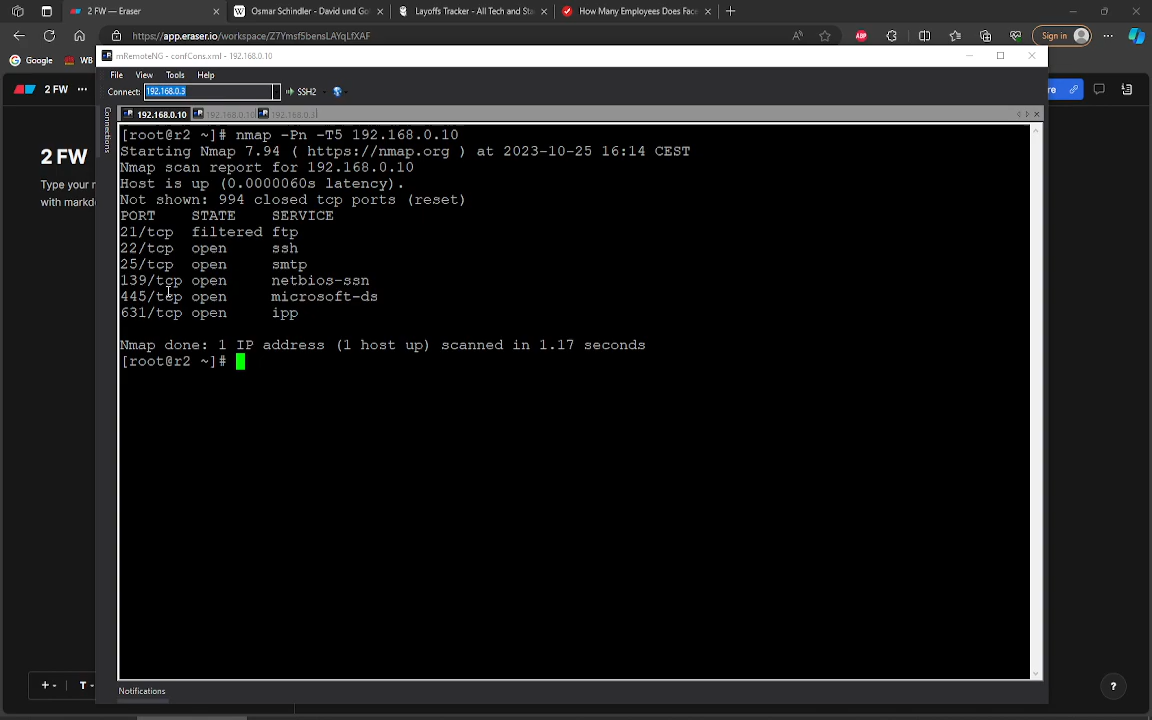 2 FW — Eraser
Osmar Schindler - David und Go
Layoffs Tracker - All Tech and Sta
How Many Employees Does Fac
https://app.eraser.io/workspace/Z7Ymsf5bensLAYqLfXAF
ABP
Sign in
Google
WB
mRemoteNG - confCons.xml - 192.168.0.10
File View Tools Help
2 FW
Connect: 192.168.0.3 SSH2
re
Connections
192.168.0.10 192.168.0.10 192.168.0.3
[root@r2 ~]# nmap -Pn -T5 192.168.0.10
Starting Nmap 7.94 ( https://nmap.org ) at 2023-10-25 16:14 CEST
Nmap scan report for 192.168.0.10
Host is up (0.0000060s latency).
Not shown: 994 closed tcp ports (reset)
PORT STATE SERVICE
21/tcp filtered ftp
22/tcp open ssh
25/tcp open smtp
139/tcp open netbios-ssn
445/tcp open microsoft-ds
631/tcp open ipp
Nmap done: 1 IP address (1 host up) scanned in 1.17 seconds
[root@r2 ~]#
2 FW
Type your
with markd
T
?
Notifications